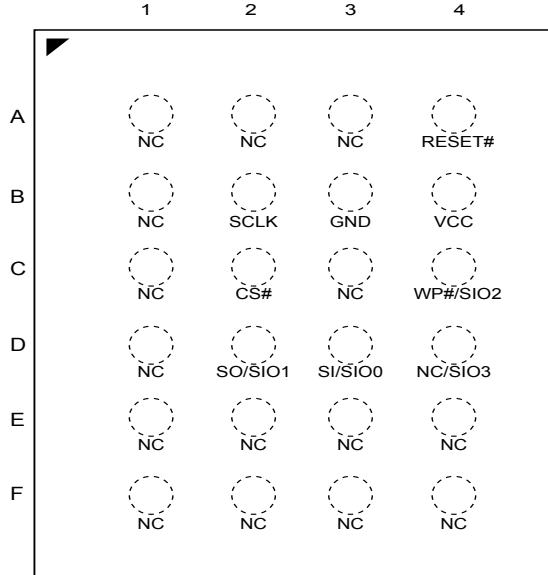 1 2 3 4
A
NC NC NC RESET#
B
NC SCLK GND VCC
C
NC CS# NC WP#/SIO2
D
NC SO/SIO1 SI/SIO0 NC/SIO3
E
NC NC NC NC
F
NC NC NC NC